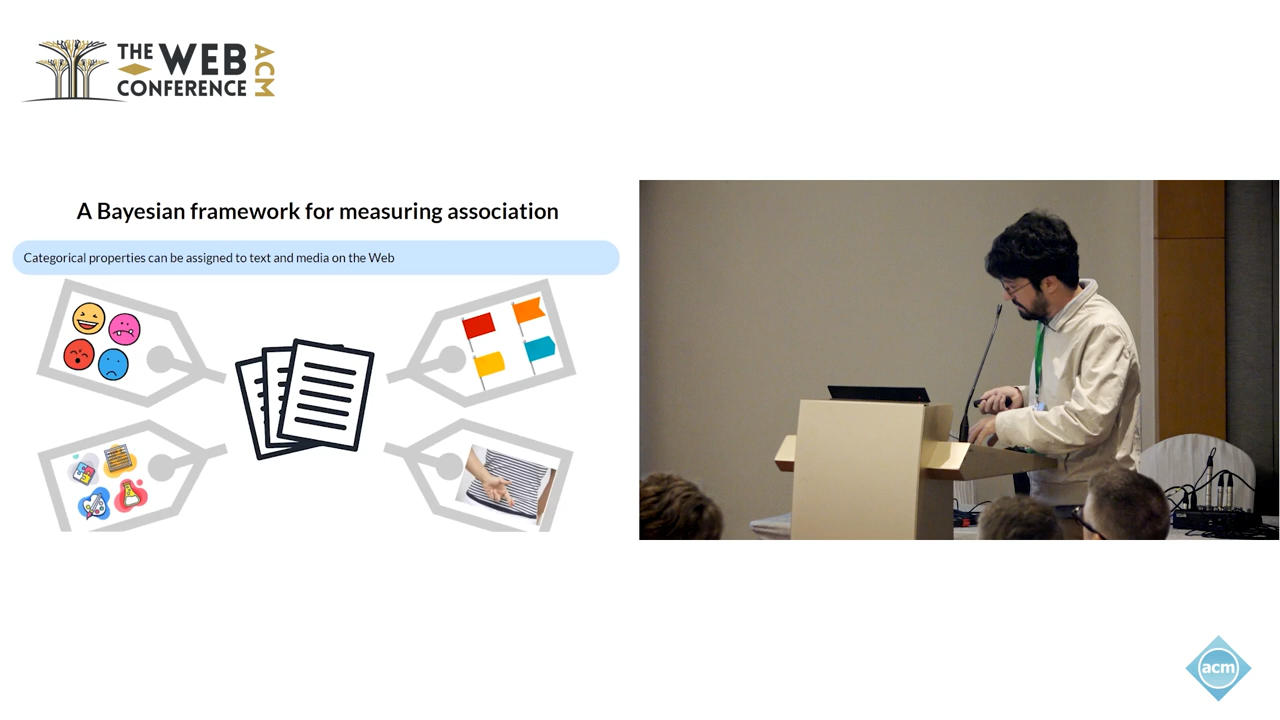 THE WEB
CONFERENCE
ACM
A Bayesian framework for measuring association
Categorical properties can be assigned to text and media on the Web
acm